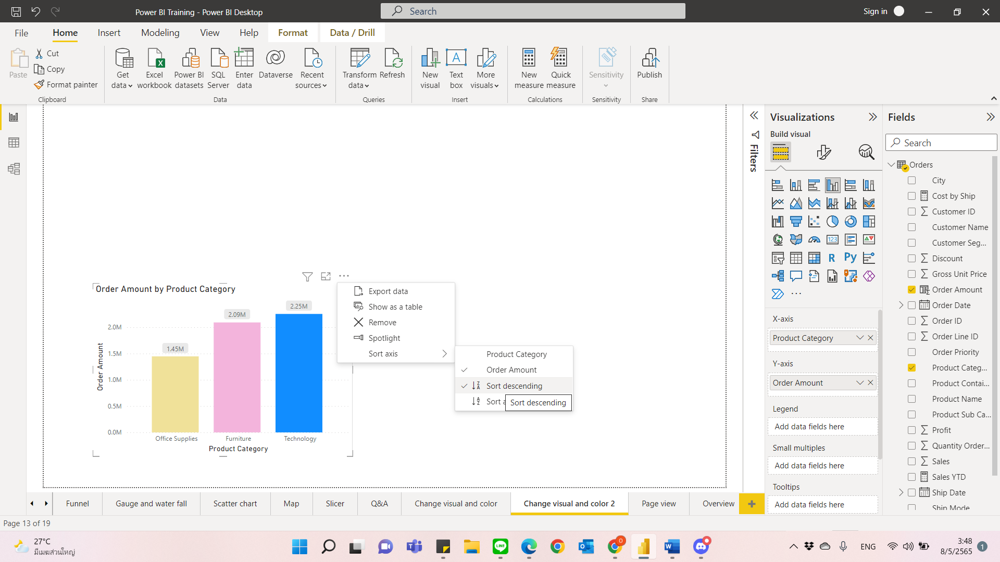 Power BI Training - Power BI Desktop
Search
Sign in
File
Home
Insert
Modeling
View
Help
Format
Data / Drill
Paste
Cut
Copy
Format painter
Clipboard
Get data
Excel workbook
Power BI datasets
SQL Server
Enter data
Dataverse
Recent sources
Data
Transform data
Refresh
Queries
New visual
A
Text box
More visuals
Insert
New measure
Quick measure
Calculations
Sensitivity
Sensitivity
Publish
Share
Order Amount by Product Category
2.0M
1.5M
1.0M
0.5M
0.0M
Order Amount
1.45M
2.09M
2.25M
Office Supplies
Furniture
Technology
Product Category
Export data
Show as a table
Remove
Spotlight
Sort axis
Product Category
Order Amount
Sort descending
Sort a
Sort descending
Filters
Visualizations
Build visual
123
R
Py
X-axis
Product Category
Y-axis
Order Amount
Legend
Add data fields here
Small multiples
Add data fields here
Tooltips
Add data fields here
Fields
Search
Orders
City
Cost by Ship
Customer ID
Customer Name
Customer Seg...
Discount
Gross Unit Price
Order Amount
Order Date
Order ID
Order Line ID
Order Priority
Product Categ...
Product Contai...
Product Name
Product Sub Ca...
Profit
Quantity Order...
Sales
Sales YTD
Ship Date
Ship Mode
Funnel
Gauge and water fall
Scatter chart
Map
Slicer
Q&A
Change visual and color
Change visual and color 2
Page view
Overview
Page 13 of 19
27°C
มีเมฆส่วนใหญ่
LINE
0
ENG
3:48
8/5/2565
1